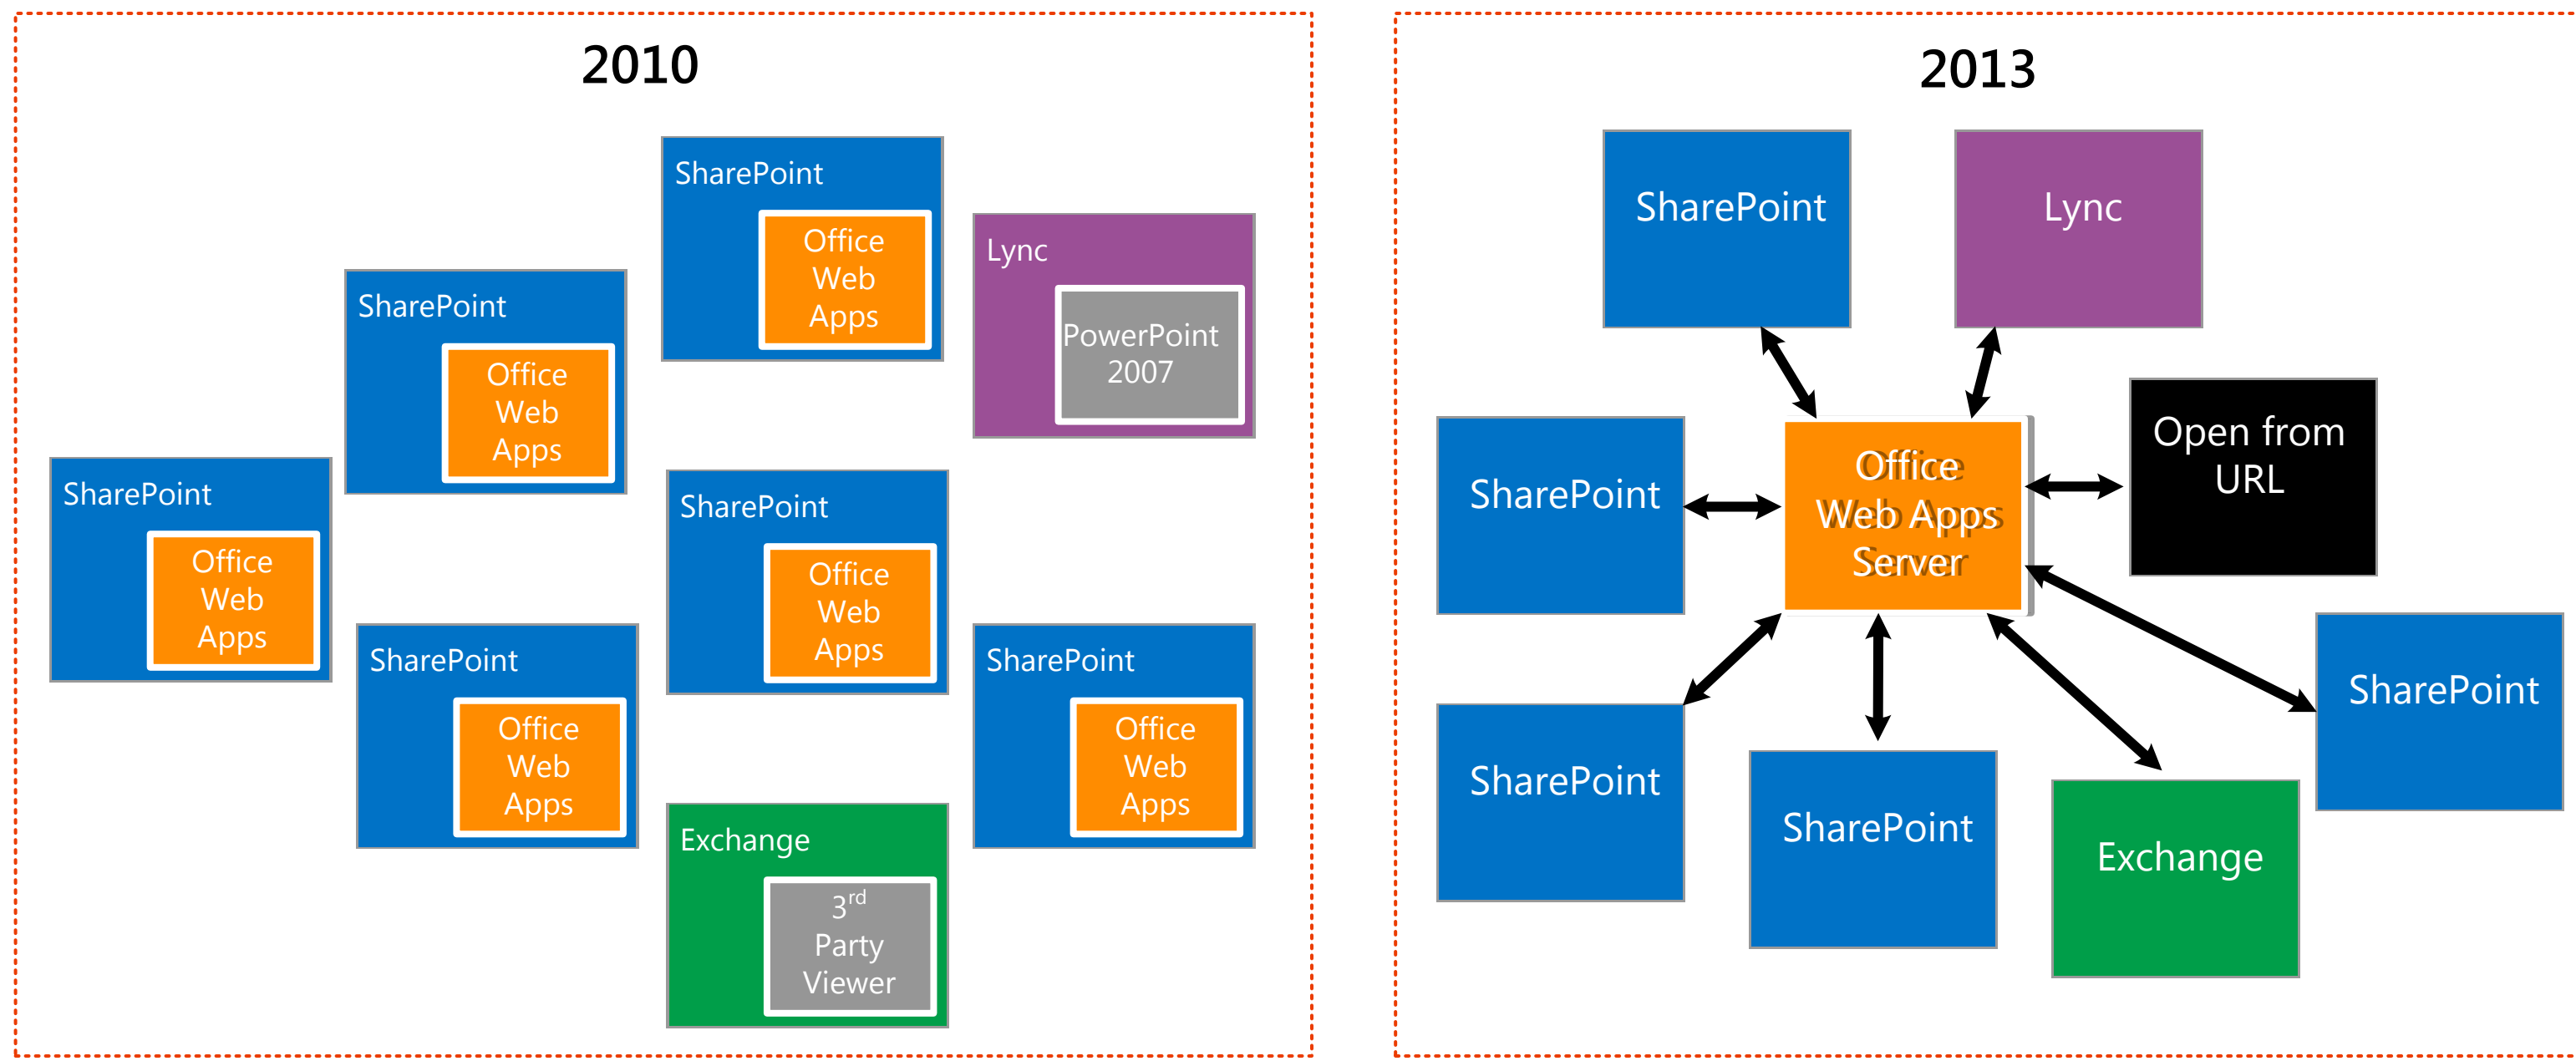 2010
SharePoint
Office
Web
Apps
Lync
PowerPoint
2007
SharePoint
Office
Web
Apps
SharePoint
Office
Web
Apps
SharePoint
Office
Web
Apps
SharePoint
Office
Web
Apps
SharePoint
Office
Web
Apps
Exchange
3rd
Party
Viewer
2013
SharePoint
Lync
Open from
URL
SharePoint
Office
Web Apps
Server
SharePoint
SharePoint
SharePoint
Exchange